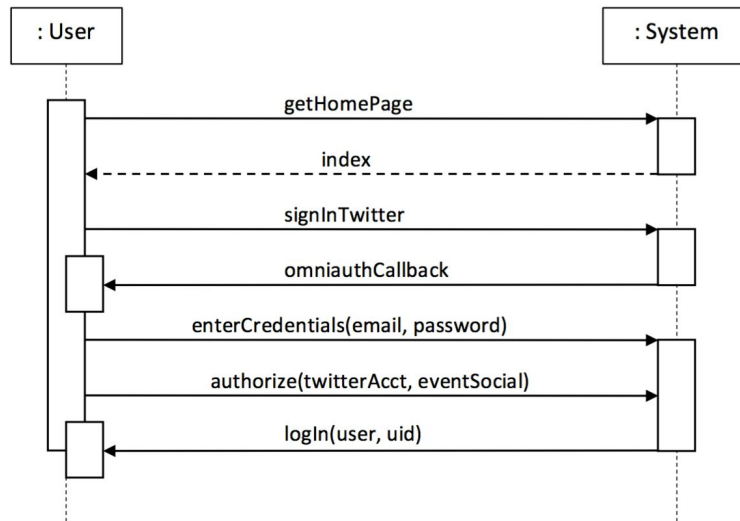 : User
: System
getHomePage
index
signInTwitter
omniauthCallback
enterCredentials(email, password)
authorize(twitterAcct, eventSocial)
logIn(user, uid)